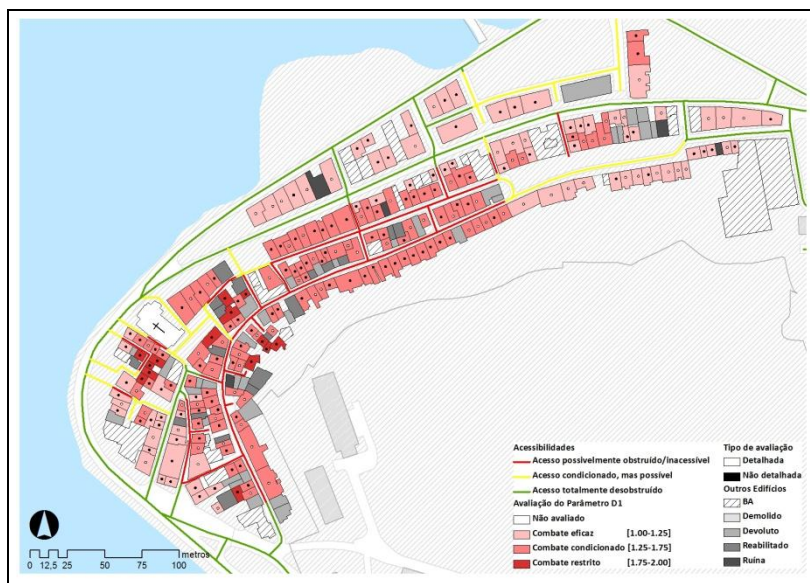 Acessibilidades
Acesso possivelmente obstruído/inacessível
Acesso condicionado, mas possível
Acesso totalmente desobstruído
Avaliação do Parâmetro D1
Não avaliado
Combate eficaz [1.00-1.25]
Combate condicionado [1.25-1.75]
Combate restrito [1.75-2.00]
Tipo de avaliação
Detalhada
Não detalhada
Outros Edifícios
BA
Demolido
Devoluto
Reabilitado
Ruína
metros
0 12,5 25 50 75 100